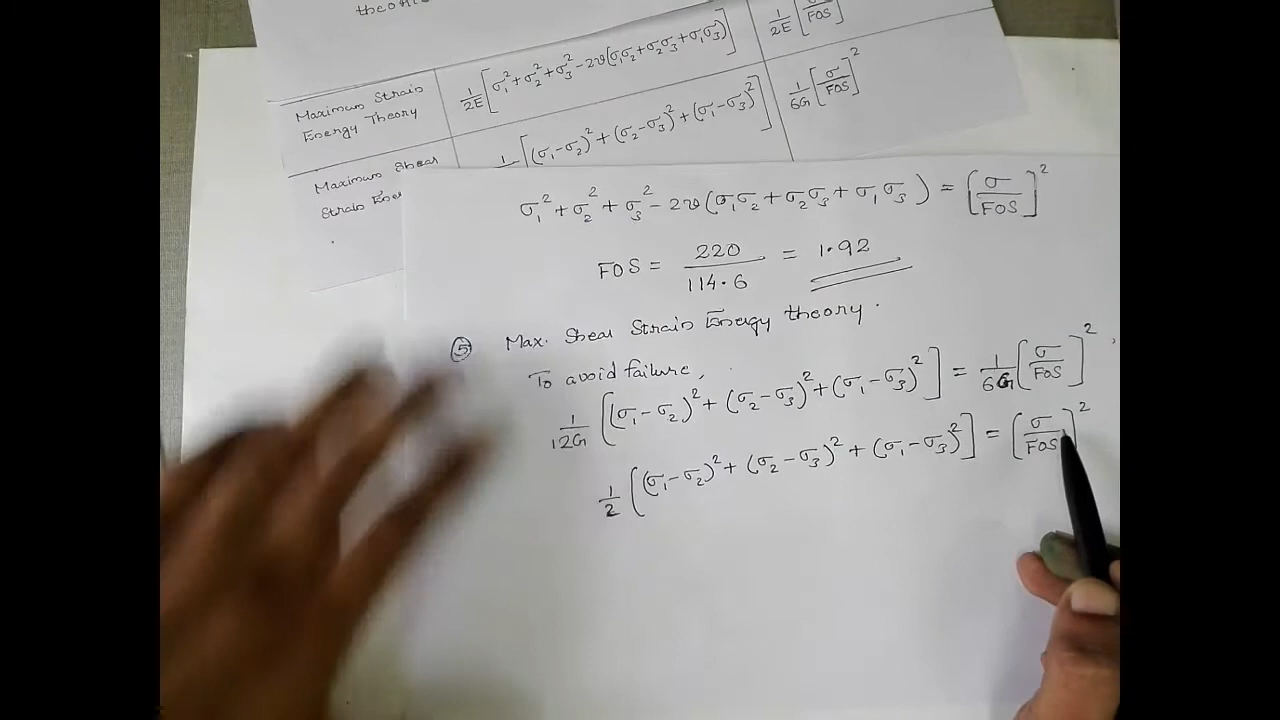 1/2E [ σ/FOS ]
Maximum Strain Energy Theory 1/2E [σ₁² + σ₂² + σ₃² - 2υ(σ₁σ₂ + σ₂σ₃ + σ₁σ₃)]
1/6G [σ/FOS]²
Maximum Shear
Strain Ener
[(σ₁-σ₂)² + (σ₂-σ₃)² + (σ₁-σ₃)²]
σ₁² + σ₂² + σ₃² - 2υ(σ₁σ₂ + σ₂σ₃ + σ₁σ₃) = [σ/FOS]²
FOS = 220/114.6 = 1.92
⑤ Max. Shear Strain Energy theory.
To avoid failure,
1/12G [(σ₁-σ₂)² + (σ₂-σ₃)² + (σ₁-σ₃)²] = 1/6G [σ/FOS]²
1/2 [(σ₁-σ₂)² + (σ₂-σ₃)² + (σ₁-σ₃)²] = [σ/FOS]²